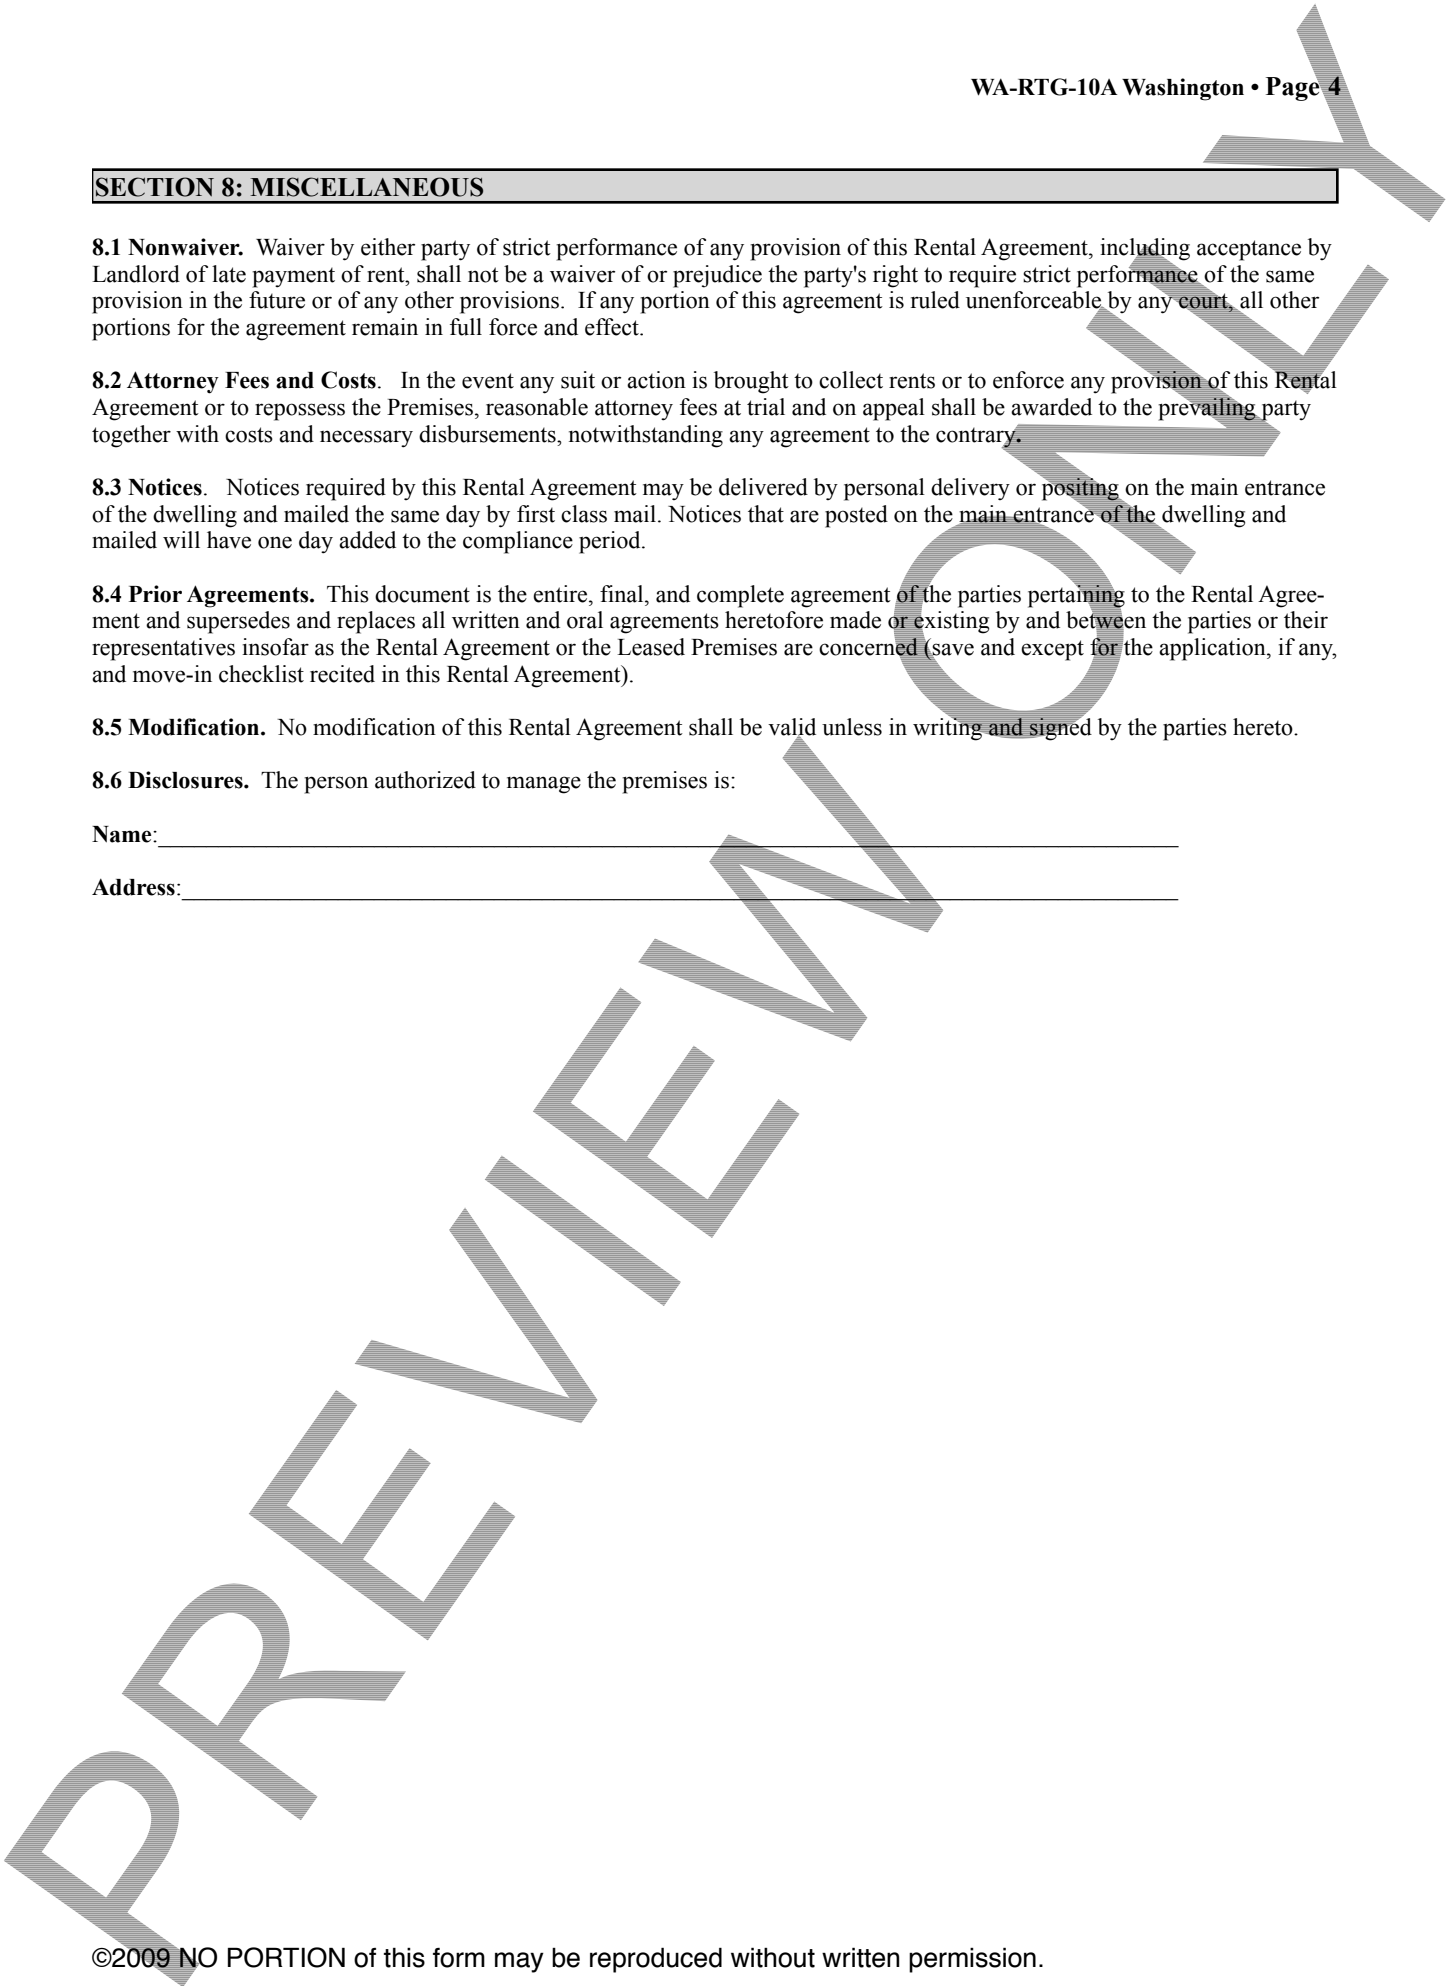 WA-RTG-10A Washington • Page 4
SECTION 8: MISCELLANEOUS
8.1 Nonwaiver. Waiver by either party of strict performance of any provision of this Rental Agreement, including acceptance by
Landlord of late payment of rent, shall not be a waiver of or prejudice the party's right to require strict performance of the same
provision in the future or of any other provisions. If any portion of this agreement is ruled unenforceable by any court, all other
portions for the agreement remain in full force and effect.
8.2 Attorney Fees and Costs. In the event any suit or action is brought to collect rents or to enforce any provision of this Rental
Agreement or to repossess the Premises, reasonable attorney fees at trial and on appeal shall be awarded to the prevailing party
together with costs and necessary disbursements, notwithstanding any agreement to the contrary.
8.3 Notices. Notices required by this Rental Agreement may be delivered by personal delivery or positing on the main entrance
of the dwelling and mailed the same day by first class mail. Notices that are posted on the main entrance of the dwelling and
mailed will have one day added to the compliance period.
8.4 Prior Agreements. This document is the entire, final, and complete agreement of the parties pertaining to the Rental Agree-
ment and supersedes and replaces all written and oral agreements heretofore made or existing by and between the parties or their
representatives insofar as the Rental Agreement or the Leased Premises are concerned (save and except for the application, if any,
and move-in checklist recited in this Rental Agreement).
8.5 Modification. No modification of this Rental Agreement shall be valid unless in writing and signed by the parties hereto.
8.6 Disclosures. The person authorized to manage the premises is:
Name:
Address:
PREVIEW ONLY
©2009 NO PORTION of this form may be reproduced without written permission.